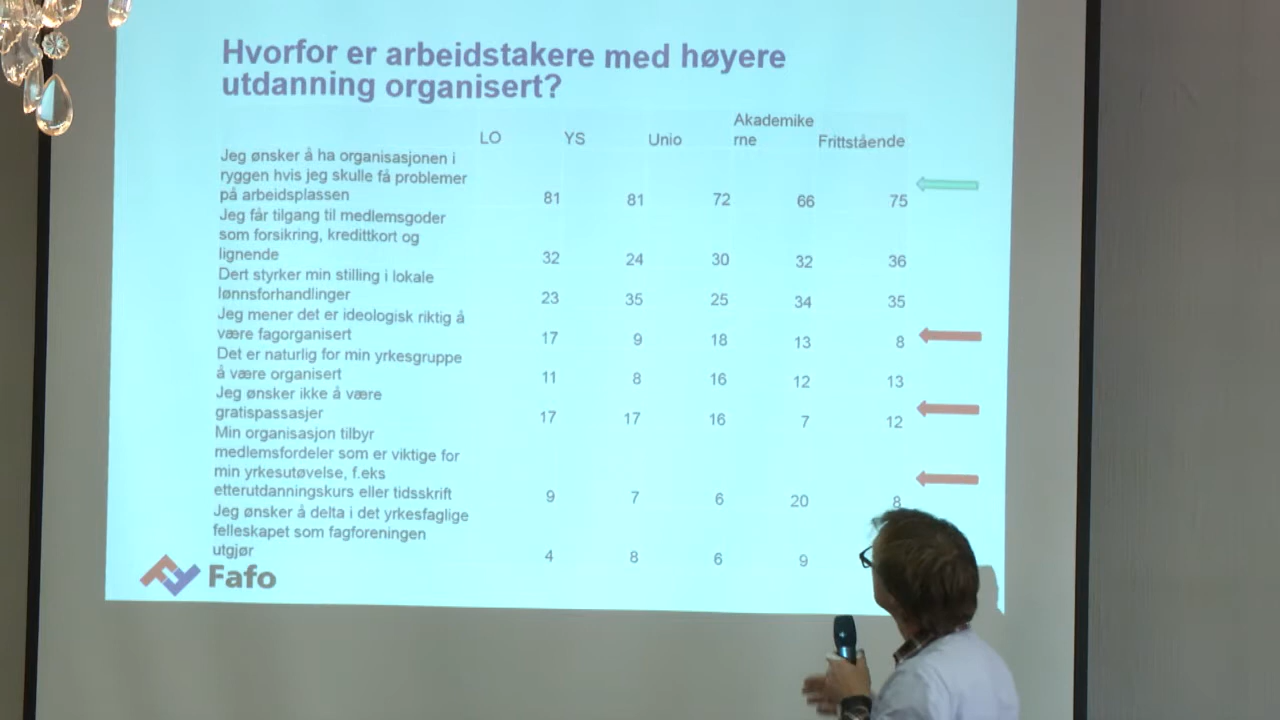 Hvorfor er arbeidstakere med høyere
utdanning organisert?
LO YS Unio Akademike
rne Frittstående
Jeg ønsker å ha organisasjonen i
ryggen hvis jeg skulle få problemer
på arbeidsplassen 81 81 72 66 75
Jeg får tilgang til medlemsgoder
som forsikring, kredittkort og
lignende 32 24 30 32 36
Dert styrker min stilling i lokale
lønnsforhandlinger 23 35 25 34 35
Jeg mener det er ideologisk riktig å
være fagorganisert 17 9 18 13 8
Det er naturlig for min yrkesgruppe
å være organisert 11 8 16 12 13
Jeg ønsker ikke å være
gratispassasjer 17 17 16 7 12
Min organisasjon tilbyr
medlemsfordeler som er viktige for
min yrkesutøvelse, f.eks
etterutdanningskurs eller tidsskrift 9 7 6 20 8
Jeg ønsker å delta i det yrkesfaglige
felleskapet som fagforeningen
utgjør 4 8 6 9
Fafo